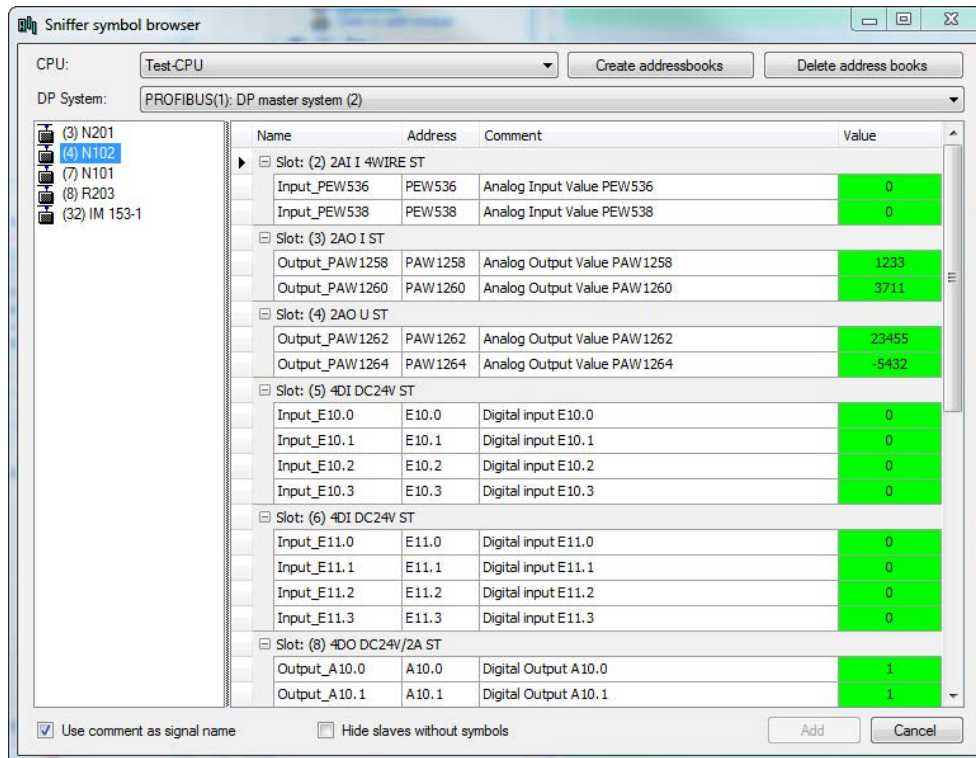 Sniffer symbol browser
CPU: Test-CPU Create addressbooks Delete address books
DP System: PROFIBUS(1): DP master system (2)
(3) N201
(4) N102
(7) N101
(8) R203
(32) IM 153-1
Name Address Comment Value
Slot: (2) 2AI I 4WIRE ST
Input_PEW536 PEW536 Analog Input Value PEW536 0
Input_PEW538 PEW538 Analog Input Value PEW538 0
Slot: (3) 2AO I ST
Output_PAW1258 PAW1258 Analog Output Value PAW1258 1233
Output_PAW1260 PAW1260 Analog Output Value PAW1260 3711
Slot: (4) 2AO U ST
Output_PAW1262 PAW1262 Analog Output Value PAW1262 23455
Output_PAW1264 PAW1264 Analog Output Value PAW1264 -5432
Slot: (5) 4DI DC24V ST
Input_E10.0 E10.0 Digital input E10.0 0
Input_E10.1 E10.1 Digital input E10.1 0
Input_E10.2 E10.2 Digital input E10.2 0
Input_E10.3 E10.3 Digital input E10.3 0
Slot: (6) 4DI DC24V ST
Input_E11.0 E11.0 Digital input E11.0 0
Input_E11.1 E11.1 Digital input E11.1 0
Input_E11.2 E11.2 Digital input E11.2 0
Input_E11.3 E11.3 Digital input E11.3 0
Slot: (8) 4DO DC24V/2A ST
Output_A10.0 A10.0 Digital Output A10.0 1
Output_A10.1 A10.1 Digital Output A10.1 1
Use comment as signal name Hide slaves without symbols Add Cancel